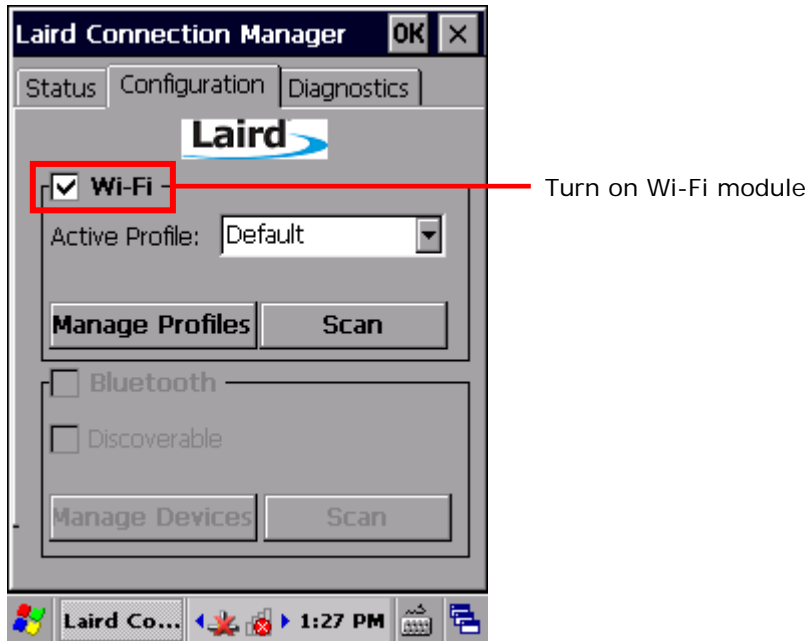 Laird Connection Manager OK
Status Configuration Diagnostics
Laird
Wi-Fi
Turn on Wi-Fi module
Active Profile: Default
Manage Profiles Scan
Bluetooth
Discoverable
Manage Devices Scan
Laird Co... 1:27 PM